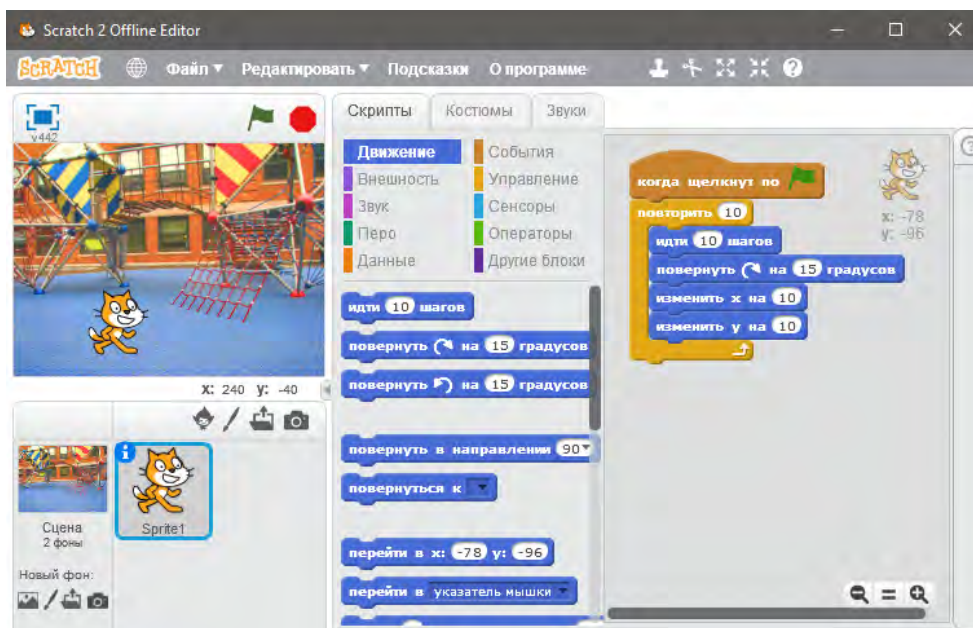 Scratch 2 Offline Editor
SCRATCH Файл Редактировать Подсказки О программе
v442
Скрипты Костюмы Звуки
Движение События
Внешность Управление
Звук Сенсоры
Перо Операторы
Данные Другие блоки
идти 10 шагов
повернуть на 15 градусов
повернуть на 15 градусов
повернуть в направлении 90
повернуться к
перейти в x: -78 y: -96
перейти в указатель мышки
когда щелкнут по
повторить 10
идти 10 шагов
повернуть на 15 градусов
изменить x на 10
изменить y на 10
x: -78
y: -96
x: 240 y: -40
Сцена
2 фоны
Новый фон:
Sprite1